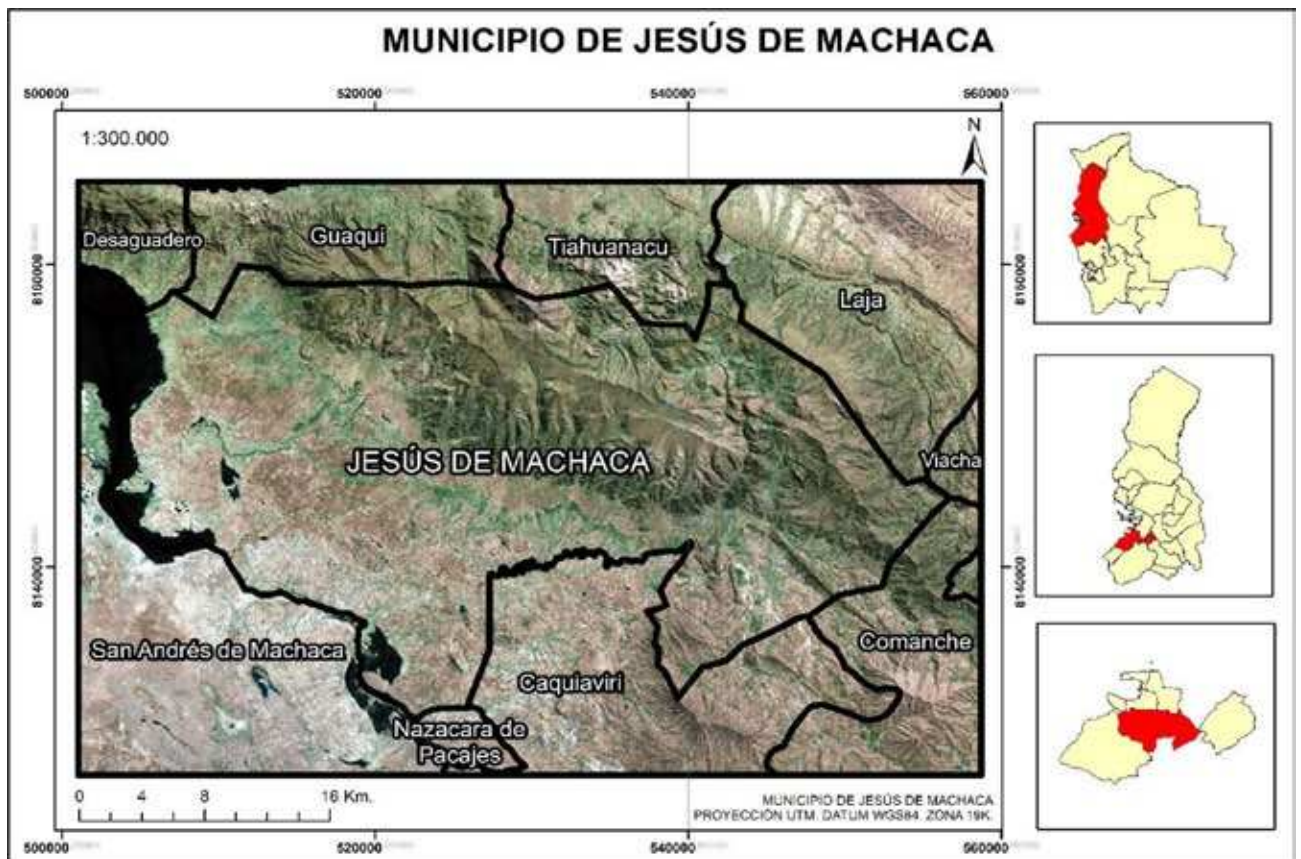 MUNICIPIO DE JESÚS DE MACHACA
500000 520000 540000 560000
1:300.000
N
Desaguadero
Guaqui
Tiahuanacu
8160000
8160000
Laja
JESÚS DE MACHACA
Viacha
8140000
8140000
San Andrés de Machaca
Comanche
Caquiaviri
Nazacara de
Pacajes
0 4 8 16 Km.
MUNICIPIO DE JESÚS DE MACHACA
PROYECCIÓN UTM. DATUM WGS84. ZONA 19K.
500000 520000 540000 560000